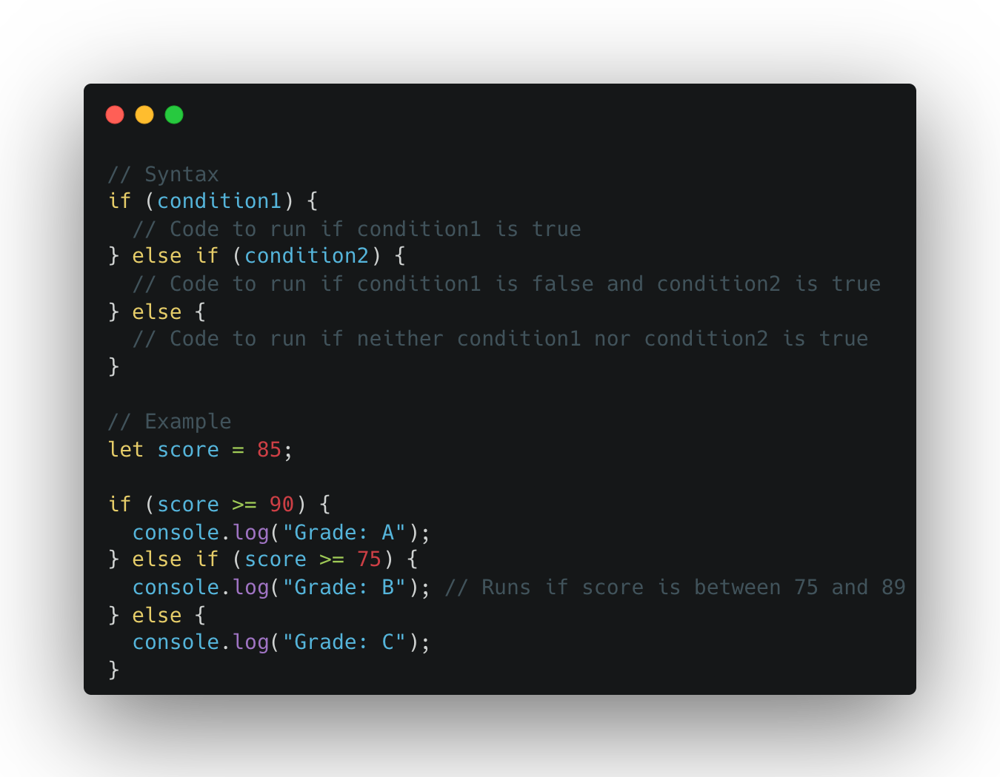 // Syntax
if (condition1) {
  // Code to run if condition1 is true
} else if (condition2) {
  // Code to run if condition1 is false and condition2 is true
} else {
  // Code to run if neither condition1 nor condition2 is true
}

// Example
let score = 85;

if (score >= 90) {
  console.log("Grade: A");
} else if (score >= 75) {
  console.log("Grade: B"); // Runs if score is between 75 and 89
} else {
  console.log("Grade: C");
}